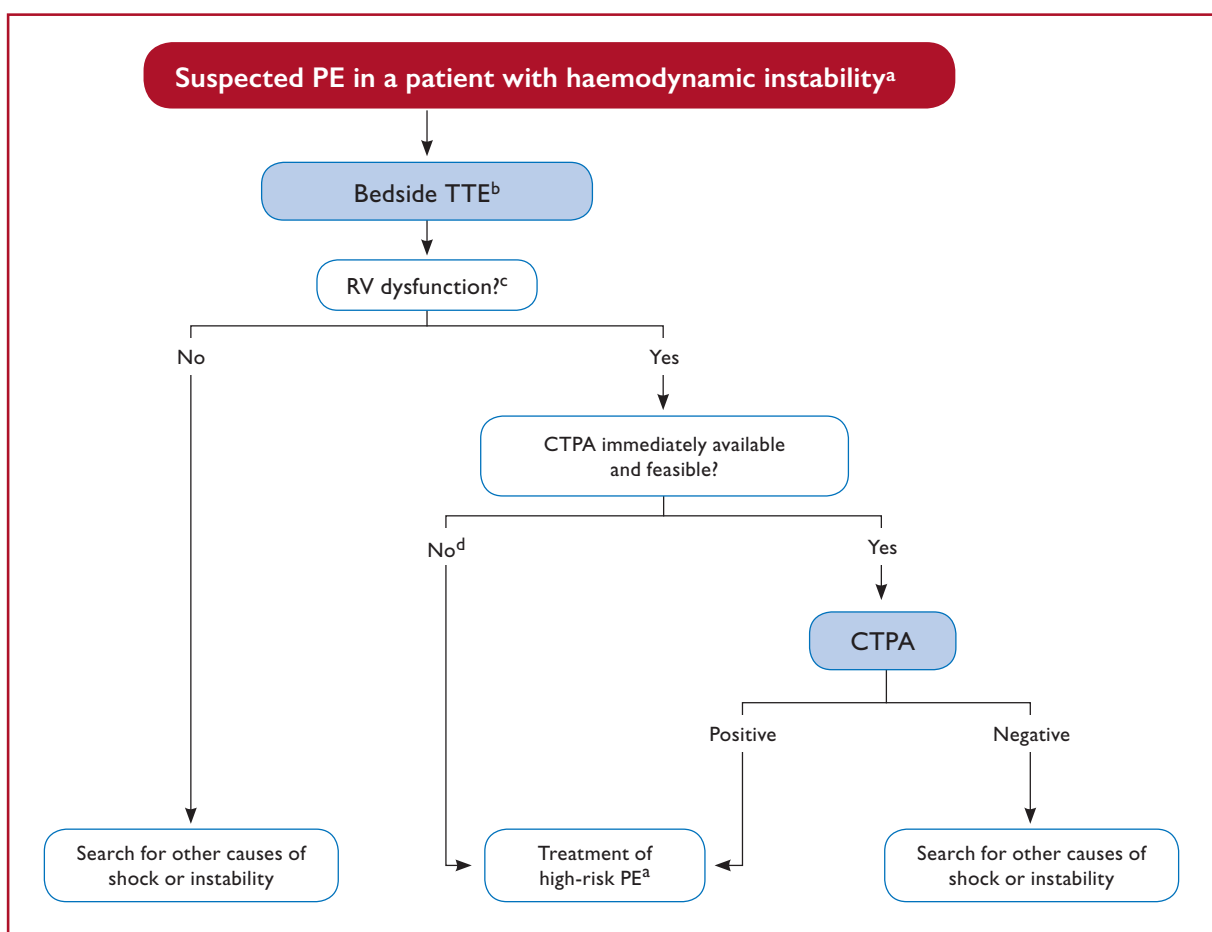 Suspected PE in a patient with haemodynamic instabilityᵃ
Bedside TTEᵇ
RV dysfunction?ᶜ
No
Yes
CTPA immediately available
and feasible?
Noᵈ
Yes
CTPA
Positive
Negative
Search for other causes of
shock or instability
Treatment of
high-risk PEᵃ
Search for other causes of
shock or instability